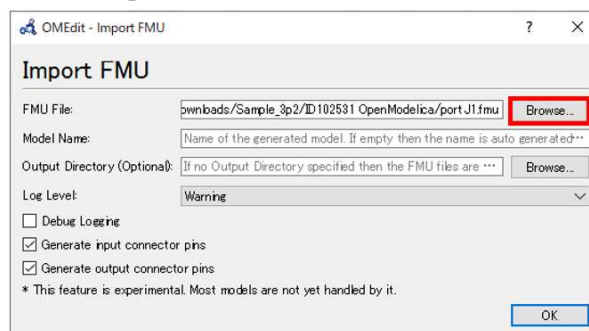 OMEdit - Import FMU ? ×
Import FMU
FMU File: ownloads/Sample_3p2/ID102531 OpenModelica/port J1.fmu Browse...
Model Name: Name of the generated model. If empty then the name is auto generated…
Output Directory (Optional): If no Output Directory specified then the FMU files are … Browse...
Log Level: Warning
Debug Logging
Generate input connector pins
Generate output connector pins
* This feature is experimental. Most models are not yet handled by it.
OK